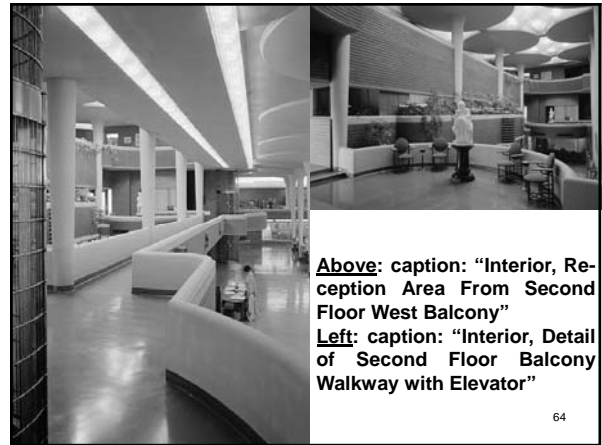 Above: caption: “Interior, Re-
ception Area From Second
Floor West Balcony”
Left: caption: “Interior, Detail
of Second Floor Balcony
Walkway with Elevator”
64